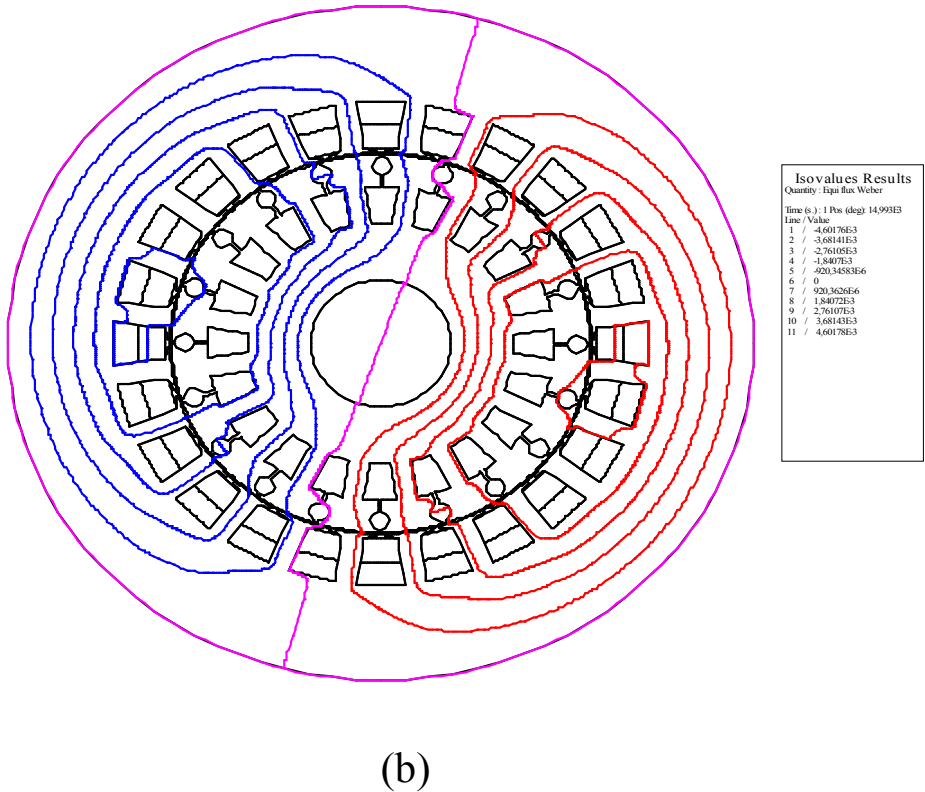 Isovalues Results
Quantity : Equi flux Weber
Time (s.) : 1 Pos (deg): 14,993E3
Line / Value
1 / -4,60176E-3
2 / -3,68141E-3
3 / -2,76105E-3
4 / -1,8407E-3
5 / -920,34583E-6
6 / 0
7 / 920,3626E-6
8 / 1,84072E-3
9 / 2,76107E-3
10 / 3,68143E-3
11 / 4,60178E-3
(b)